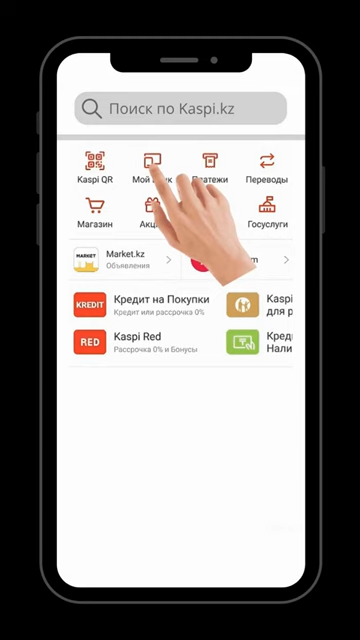 Поиск по Kaspi.kz
Kaspi QR
Мой
Платежи
Переводы
Магазин
Госуслуги
MARKET
Market.kz
Объявления
KREDIT
Кредит на Покупки
Кредит или рассрочка 0%
Kaspi
для
RED
Kaspi Red
Рассрочка 0% и Бонусы